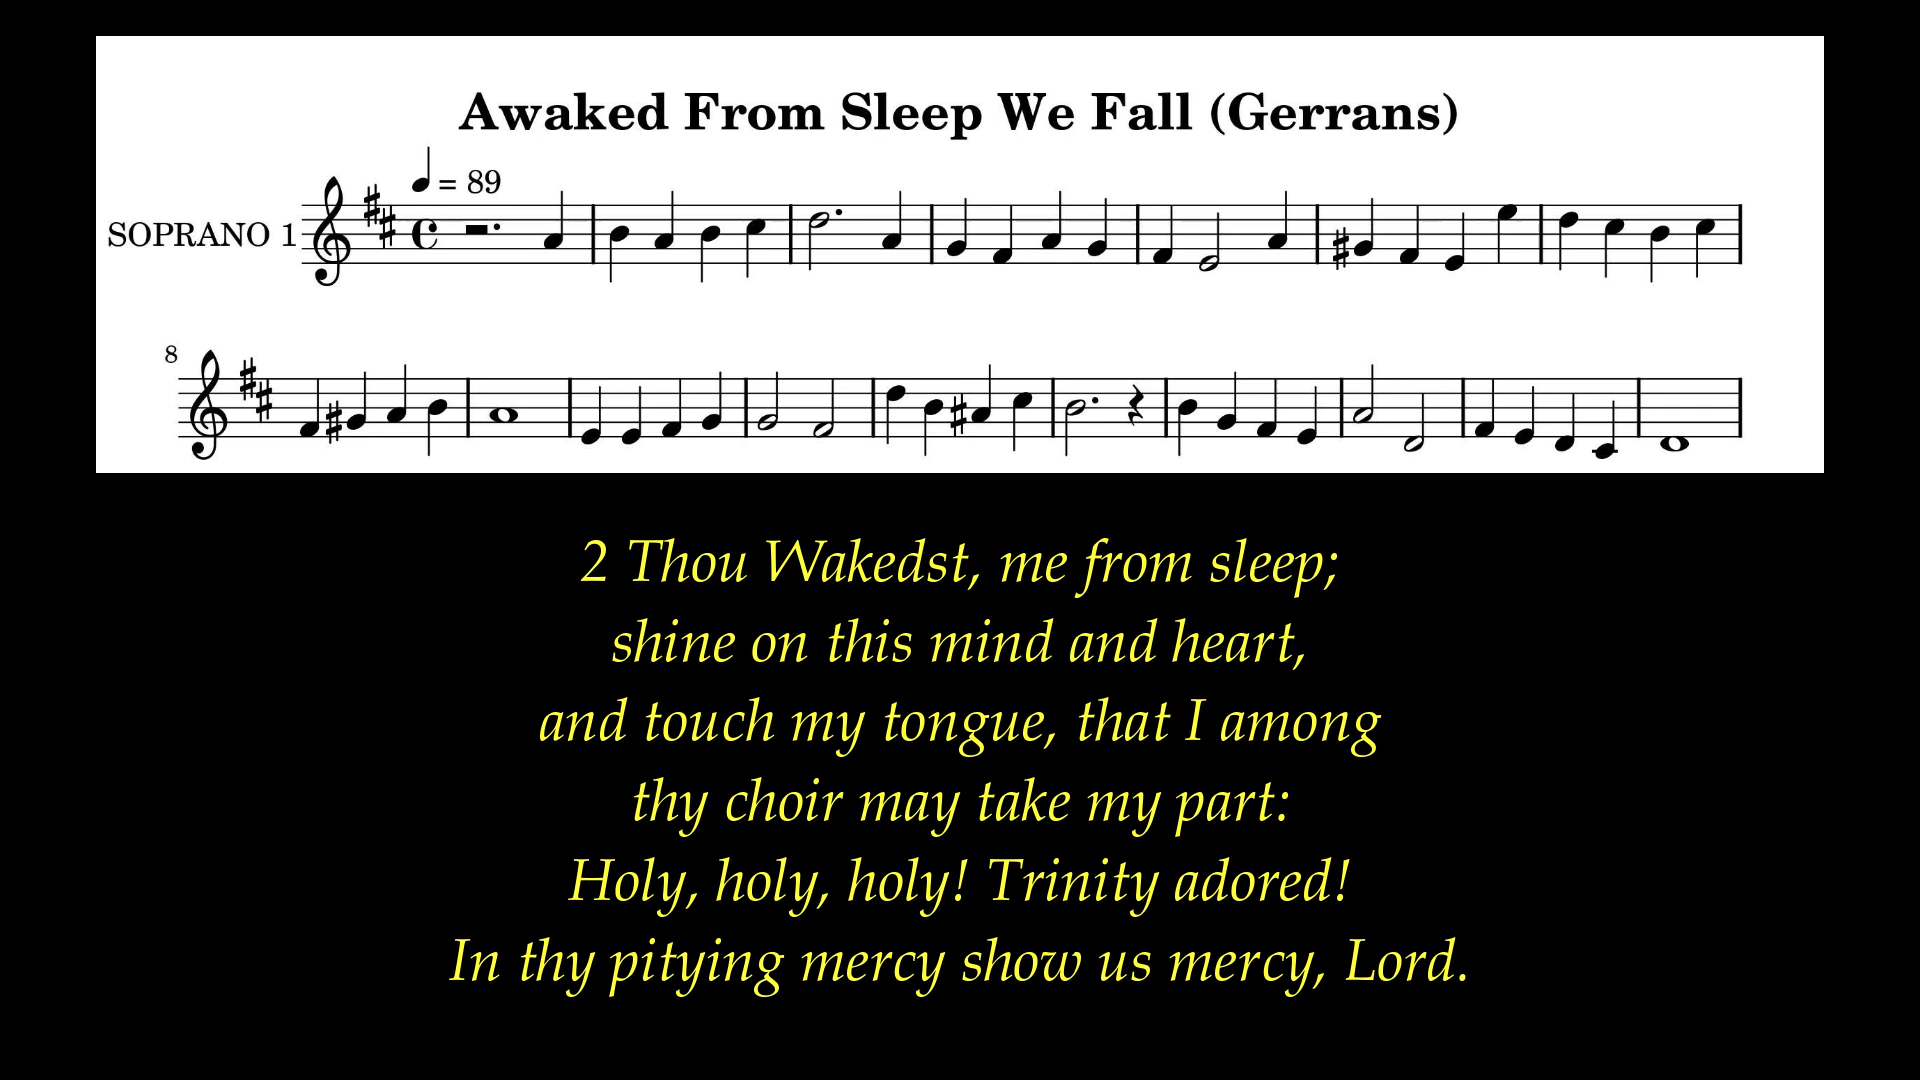 Awaked From Sleep We Fall (Gerrans)
= 89
SOPRANO 1
8
2 Thou Wakedst, me from sleep;
shine on this mind and heart,
and touch my tongue, that I among
thy choir may take my part:
Holy, holy, holy! Trinity adored!
In thy pitying mercy show us mercy, Lord.